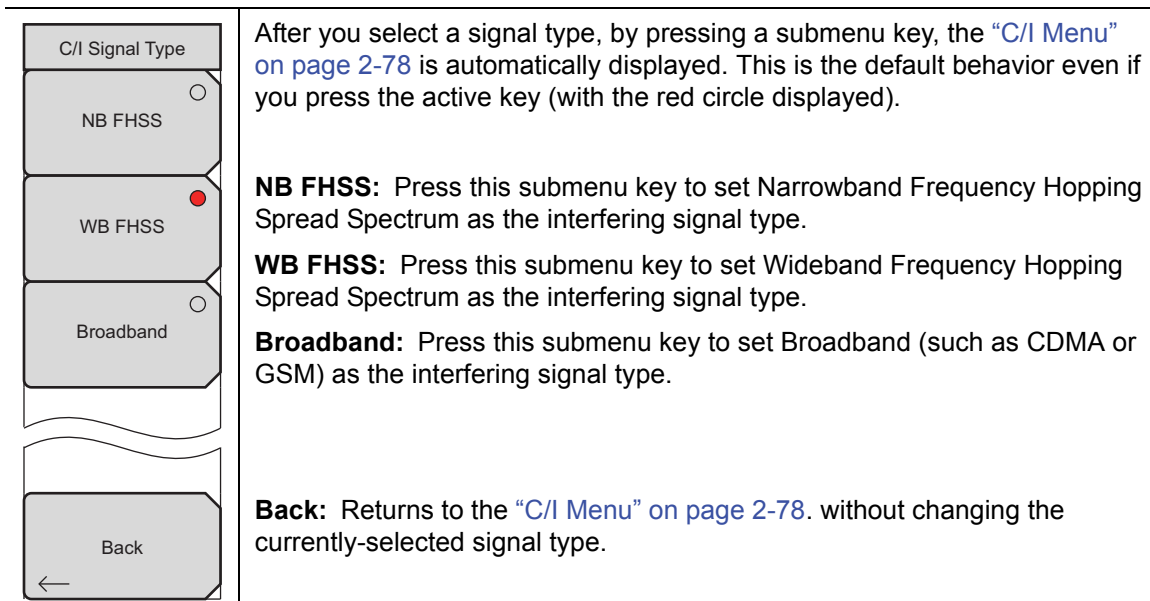 C/I Signal Type
NB FHSS
WB FHSS
Broadband
Back
After you select a signal type, by pressing a submenu key, the “C/I Menu”
on page 2-78 is automatically displayed. This is the default behavior even if
you press the active key (with the red circle displayed).
NB FHSS: Press this submenu key to set Narrowband Frequency Hopping
Spread Spectrum as the interfering signal type.
WB FHSS: Press this submenu key to set Wideband Frequency Hopping
Spread Spectrum as the interfering signal type.
Broadband: Press this submenu key to set Broadband (such as CDMA or
GSM) as the interfering signal type.
Back: Returns to the “C/I Menu” on page 2-78. without changing the
currently-selected signal type.